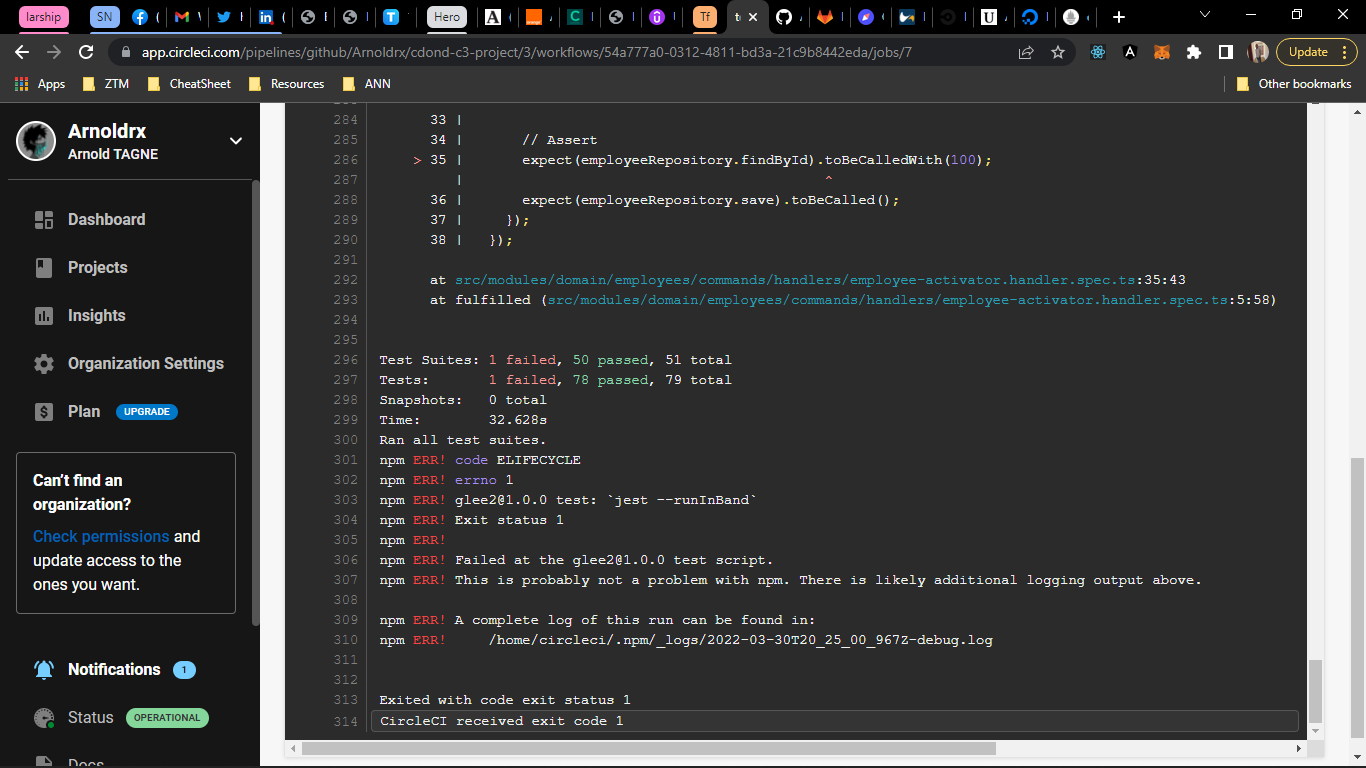 larship
SN
Hero
Tf
Update
app.circleci.com/pipelines/github/Arnoldrx/cdond-c3-project/3/workflows/54a777a0-0312-4811-bd3a-21c9b8442eda/jobs/7
Apps
ZTM
CheatSheet
Resources
ANN
Other bookmarks
Arnoldrx
Arnold TAGNE
Dashboard
Projects
Insights
Organization Settings
Plan UPGRADE
Can't find an
organization?
Check permissions and
update access to the
ones you want.
Notifications 1
Status OPERATIONAL
Docs
284 33 |
285 34 | // Assert
286 > 35 | expect(employeeRepository.findById).toBeCalledWith(100);
287 | ^
288 36 | expect(employeeRepository.save).toBeCalled();
289 37 | });
290 38 | });
291
292 at src/modules/domain/employees/commands/handlers/employee-activator.handler.spec.ts:35:43
293 at fulfilled (src/modules/domain/employees/commands/handlers/employee-activator.handler.spec.ts:5:58)
294
295
296 Test Suites: 1 failed, 50 passed, 51 total
297 Tests: 1 failed, 78 passed, 79 total
298 Snapshots: 0 total
299 Time: 32.628s
300 Ran all test suites.
301 npm ERR! code ELIFECYCLE
302 npm ERR! errno 1
303 npm ERR! glee2@1.0.0 test: `jest --runInBand`
304 npm ERR! Exit status 1
305 npm ERR!
306 npm ERR! Failed at the glee2@1.0.0 test script.
307 npm ERR! This is probably not a problem with npm. There is likely additional logging output above.
308
309 npm ERR! A complete log of this run can be found in:
310 npm ERR! /home/circleci/.npm/_logs/2022-03-30T20_25_00_967Z-debug.log
311
312
313 Exited with code exit status 1
314 CircleCI received exit code 1